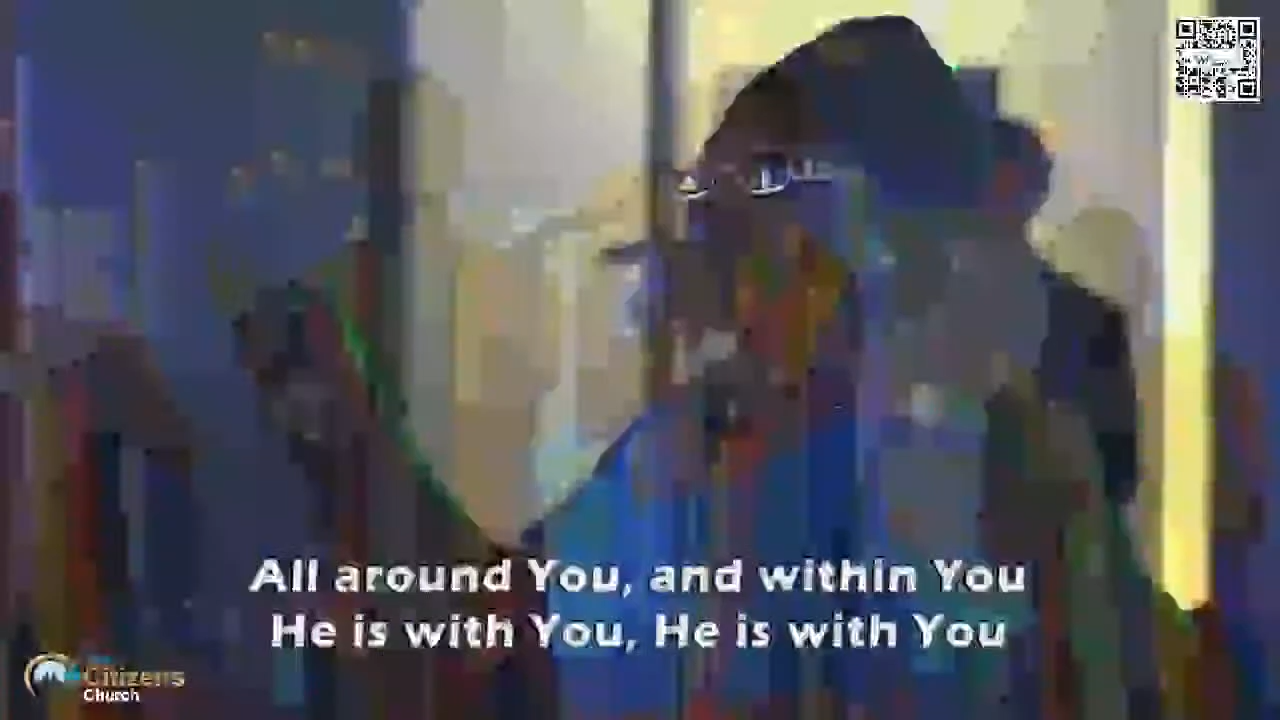 All around You, and within You
He is with You, He is with You
Citizens
Church